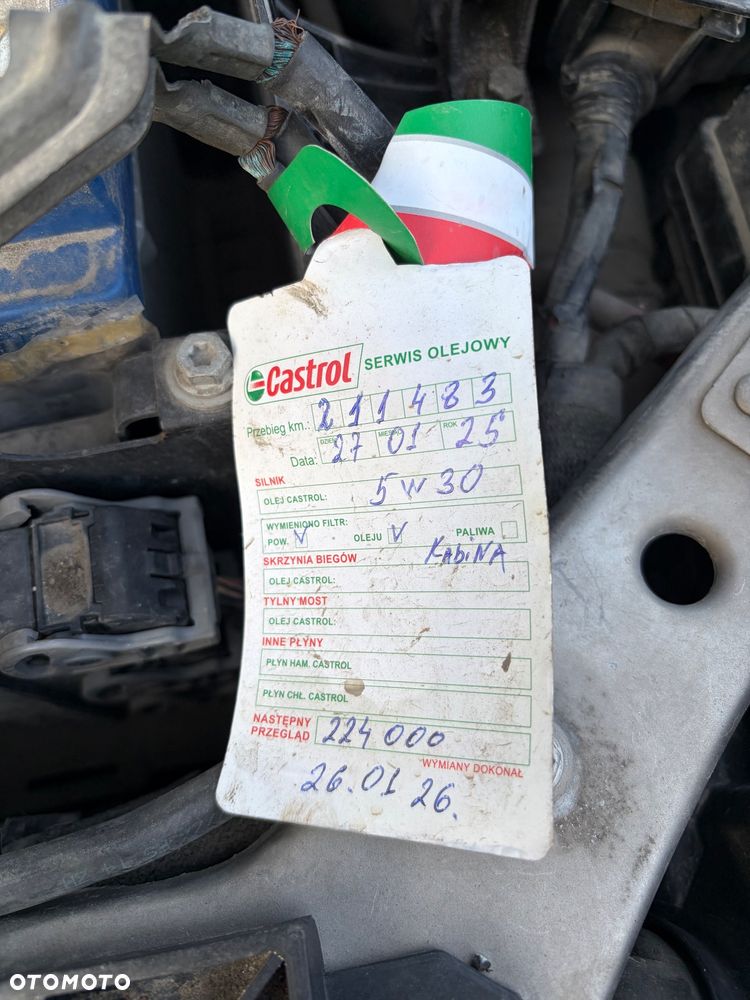 Castrol SERWIS OLEJOWY
Przebieg km.: 211483
Data: DZIEŃ 27 MIESIĄC 01 ROK 25
SILNIK
OLEJ CASTROL: 5W30
WYMIENIONO FILTR:
POW. V OLEJU V PALIWA
SKRZYNIA BIEGÓW KABINA
OLEJ CASTROL:
TYLNY MOST
OLEJ CASTROL:
INNE PŁYNY
PŁYN HAM. CASTROL
PŁYN CHŁ. CASTROL
NASTĘPNY PRZEGLĄD 224 000
WYMIANY DOKONAŁ
26.01 26.
OTOMOTO